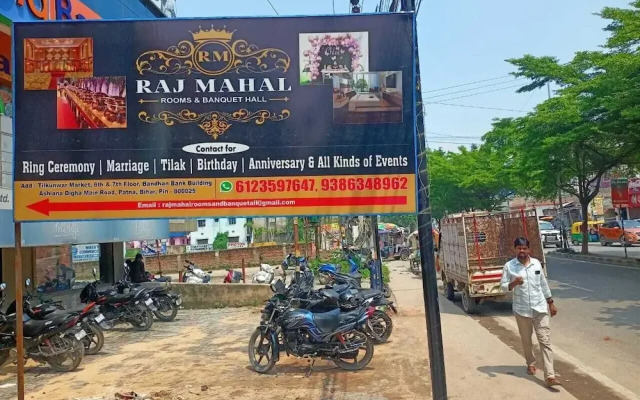 RM
RAJ MAHAL
ROOMS & BANQUET HALL
Contact for
Ring Ceremony | Marriage | Tilak | Birthday | Anniversary & All Kinds of Events
Add : Tilkunwar Market, 6th & 7th Floor, Bandhan Bank Building
Ashiana Digha Main Road, Patna, Bihar, Pin - 800025
6123597647, 9386348962
Email : rajmahalroomsandbanquetall@gmail.com